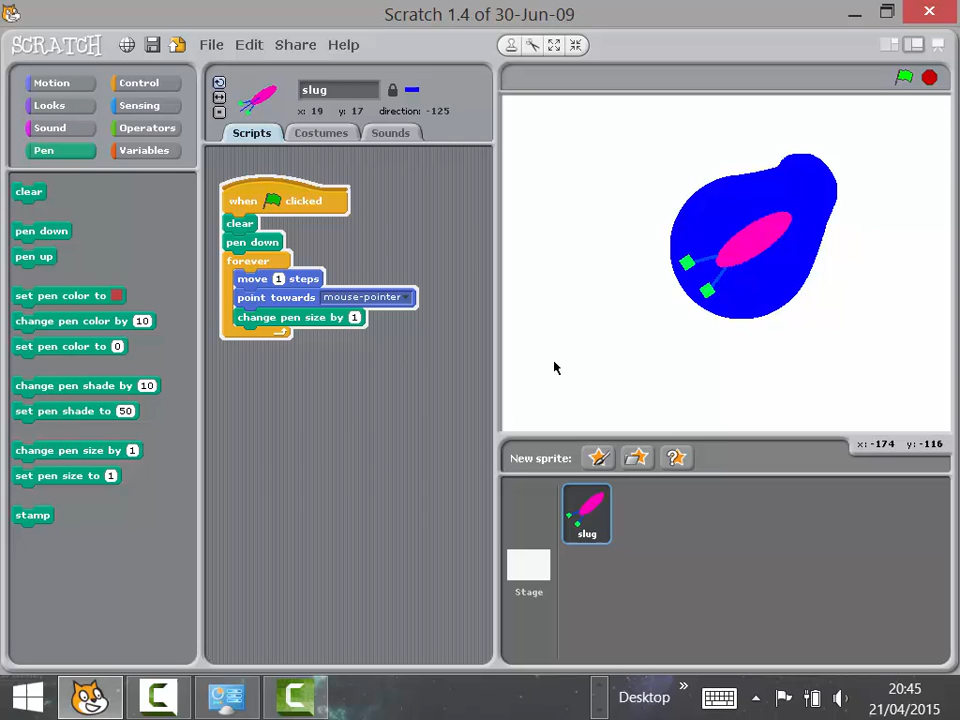 Scratch 1.4 of 30-Jun-09
SCRATCH File Edit Share Help
Motion Control
Looks Sensing
Sound Operators
Pen Variables
clear
pen down
pen up
set pen color to
change pen color by 10
set pen color to 0
change pen shade by 10
set pen shade to 50
change pen size by 1
set pen size to 1
stamp
slug
x: 19 y: 17 direction: -125
Scripts Costumes Sounds
when clicked
clear
pen down
forever
move 1 steps
point towards mouse-pointer
change pen size by 1
x: -174 y: -116
New sprite:
slug
Stage
Desktop
20:45
21/04/2015